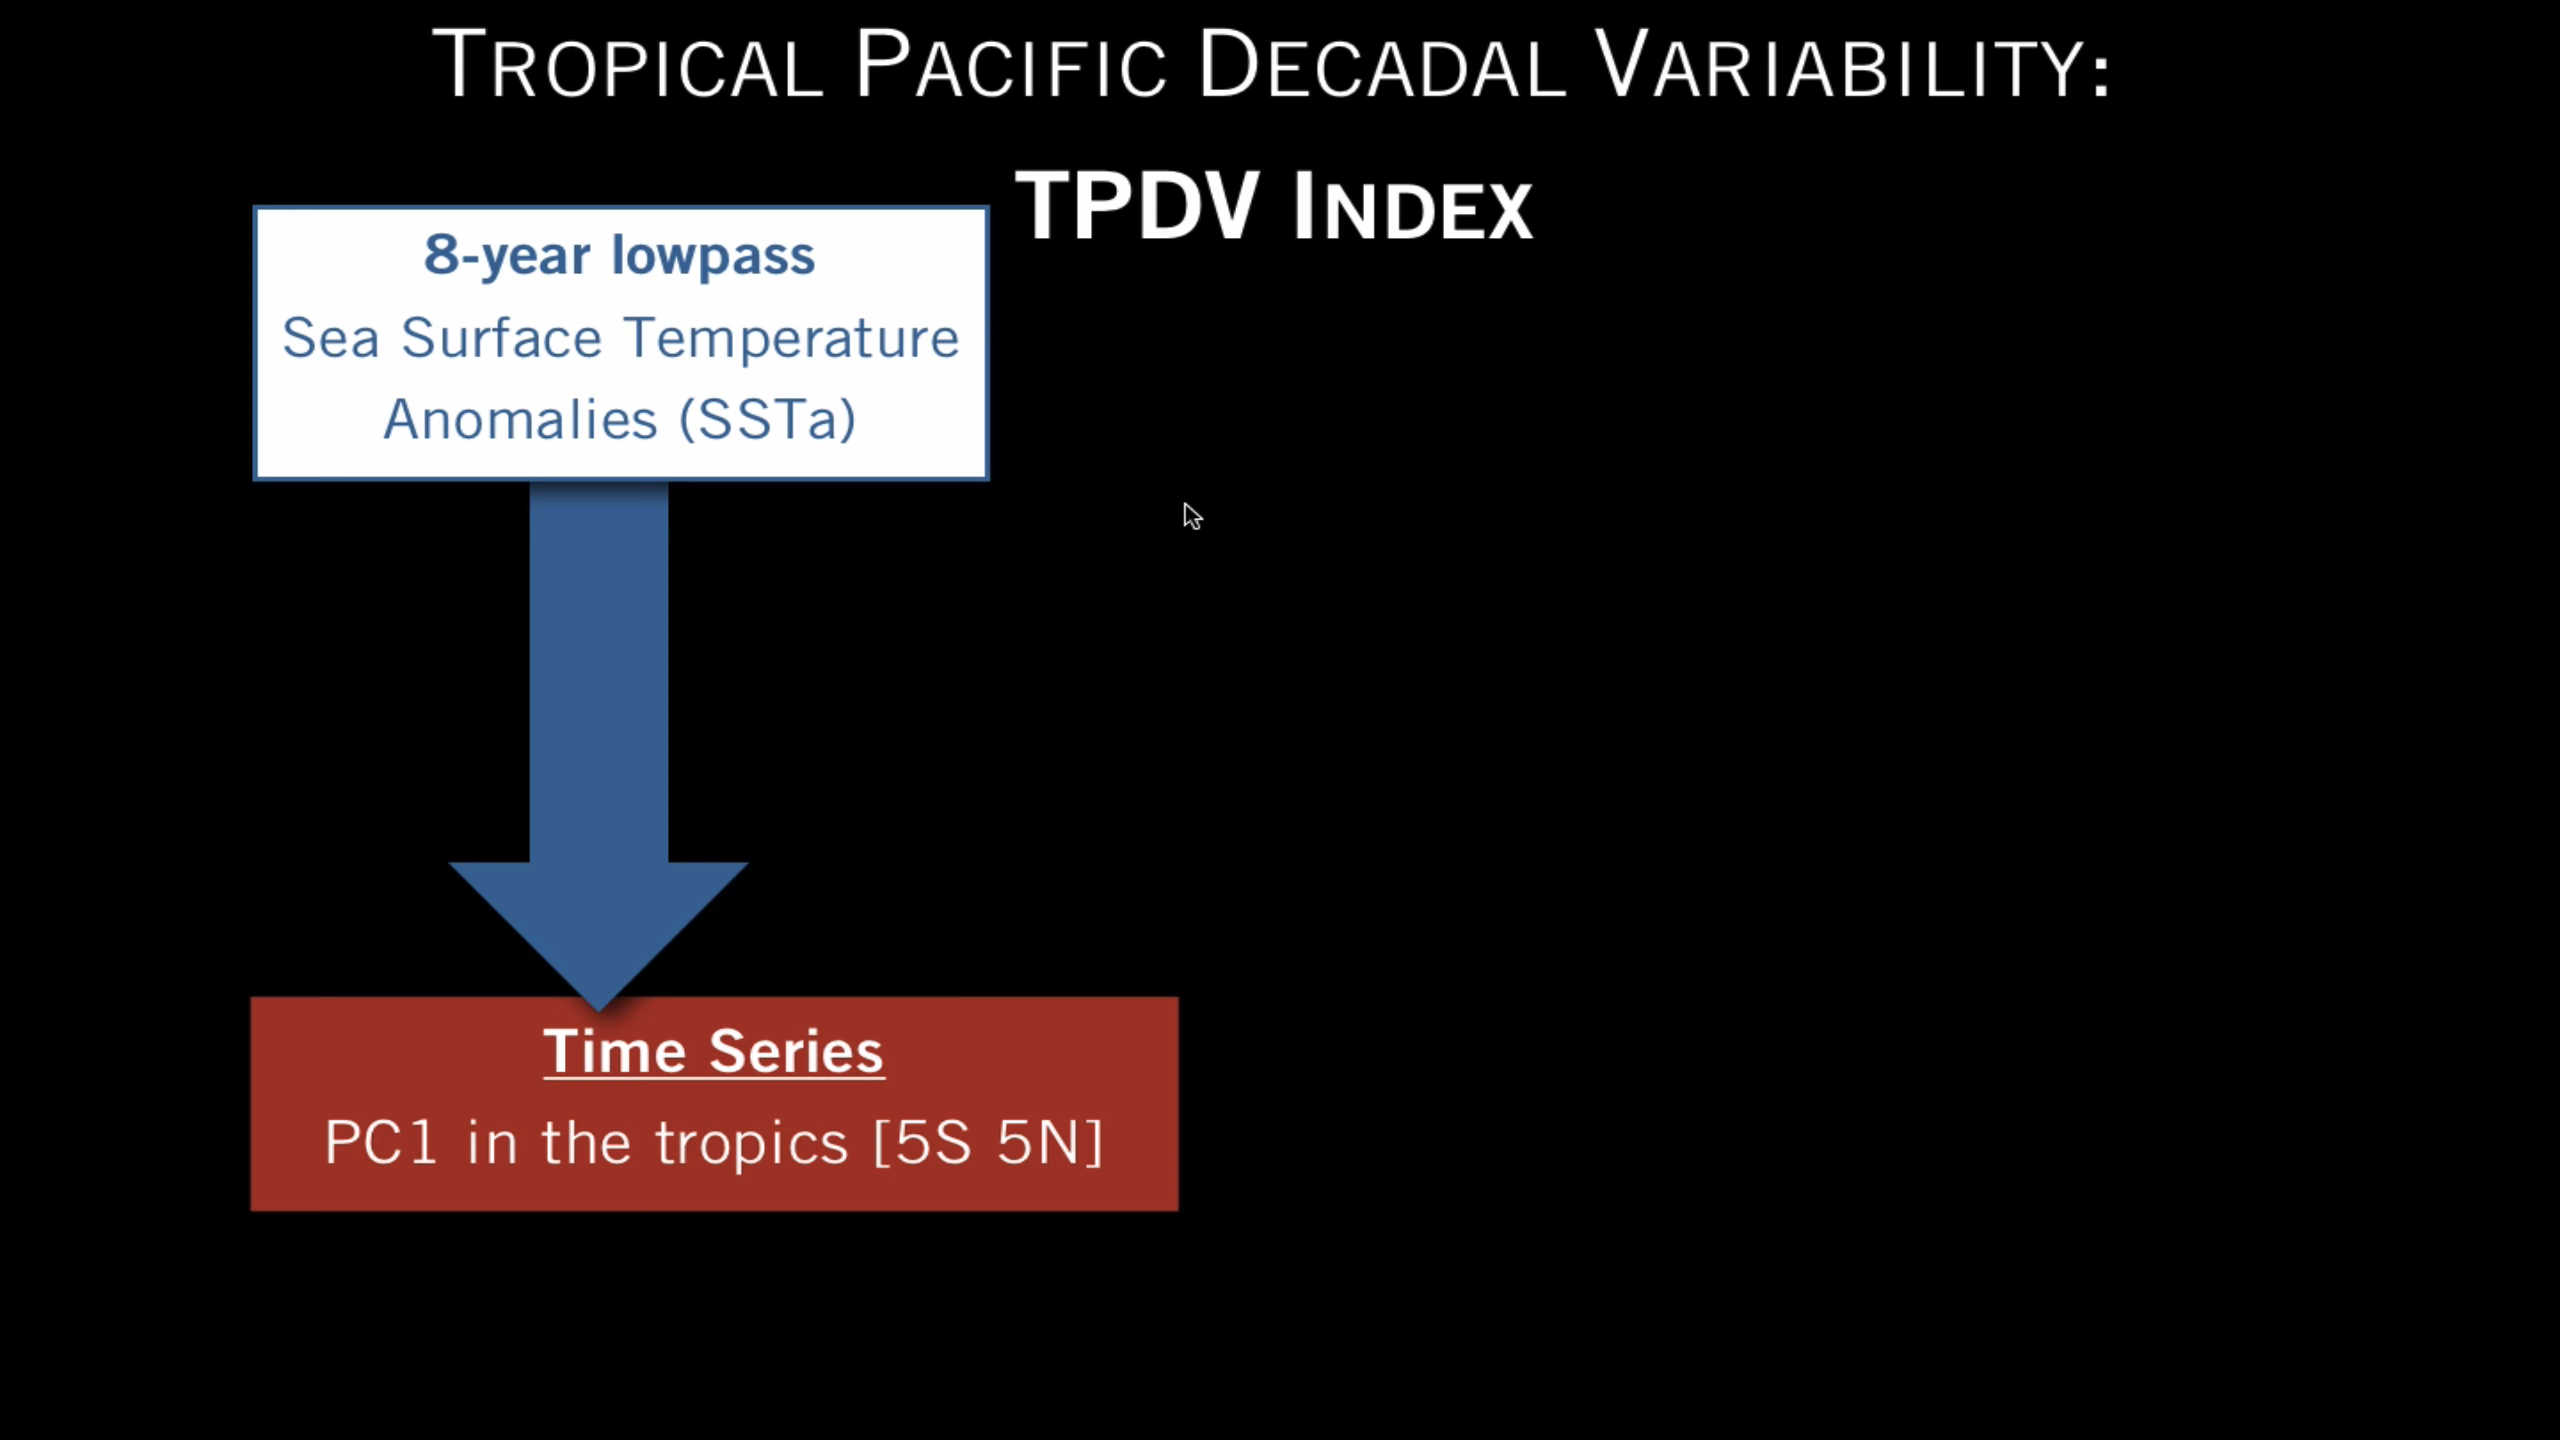 TROPICAL PACIFIC DECADAL VARIABILITY:
TPDV INDEX
8-year lowpass
Sea Surface Temperature
Anomalies (SSTa)
Time Series
PC1 in the tropics [5S 5N]